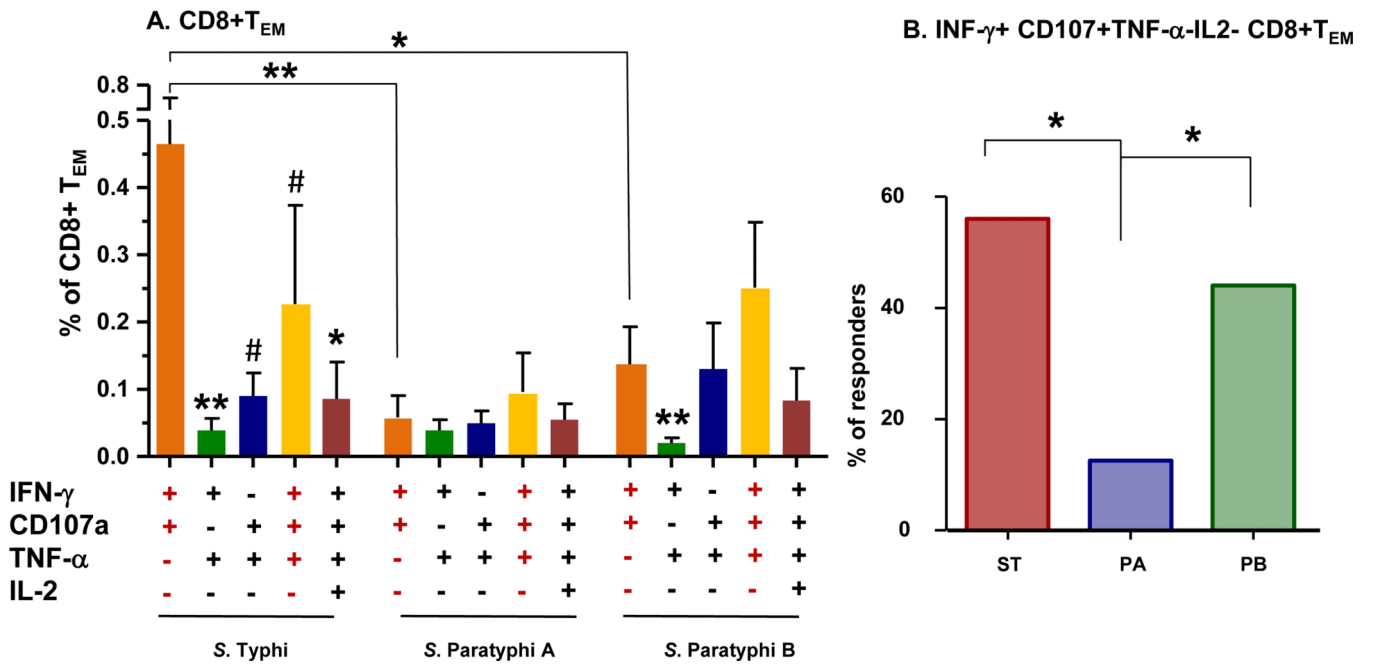 A. CD8+TEM
B. INF-γ+ CD107+TNF-α-IL2- CD8+TEM
*
**
0.8
0.5
0.4
0.3
0.2
0.1
0.0
% of CD8+ TEM
** # # *
**
IFN-γ + + - + + + + - + + + + - + +
CD107a + - + + + + - + + + + - + + +
TNF-α - + + + + - + + + + - + + + +
IL-2 - - - - + - - - - + - - - - +
S. Typhi S. Paratyphi A S. Paratyphi B
* *
60
40
20
0
% of responders
ST PA PB